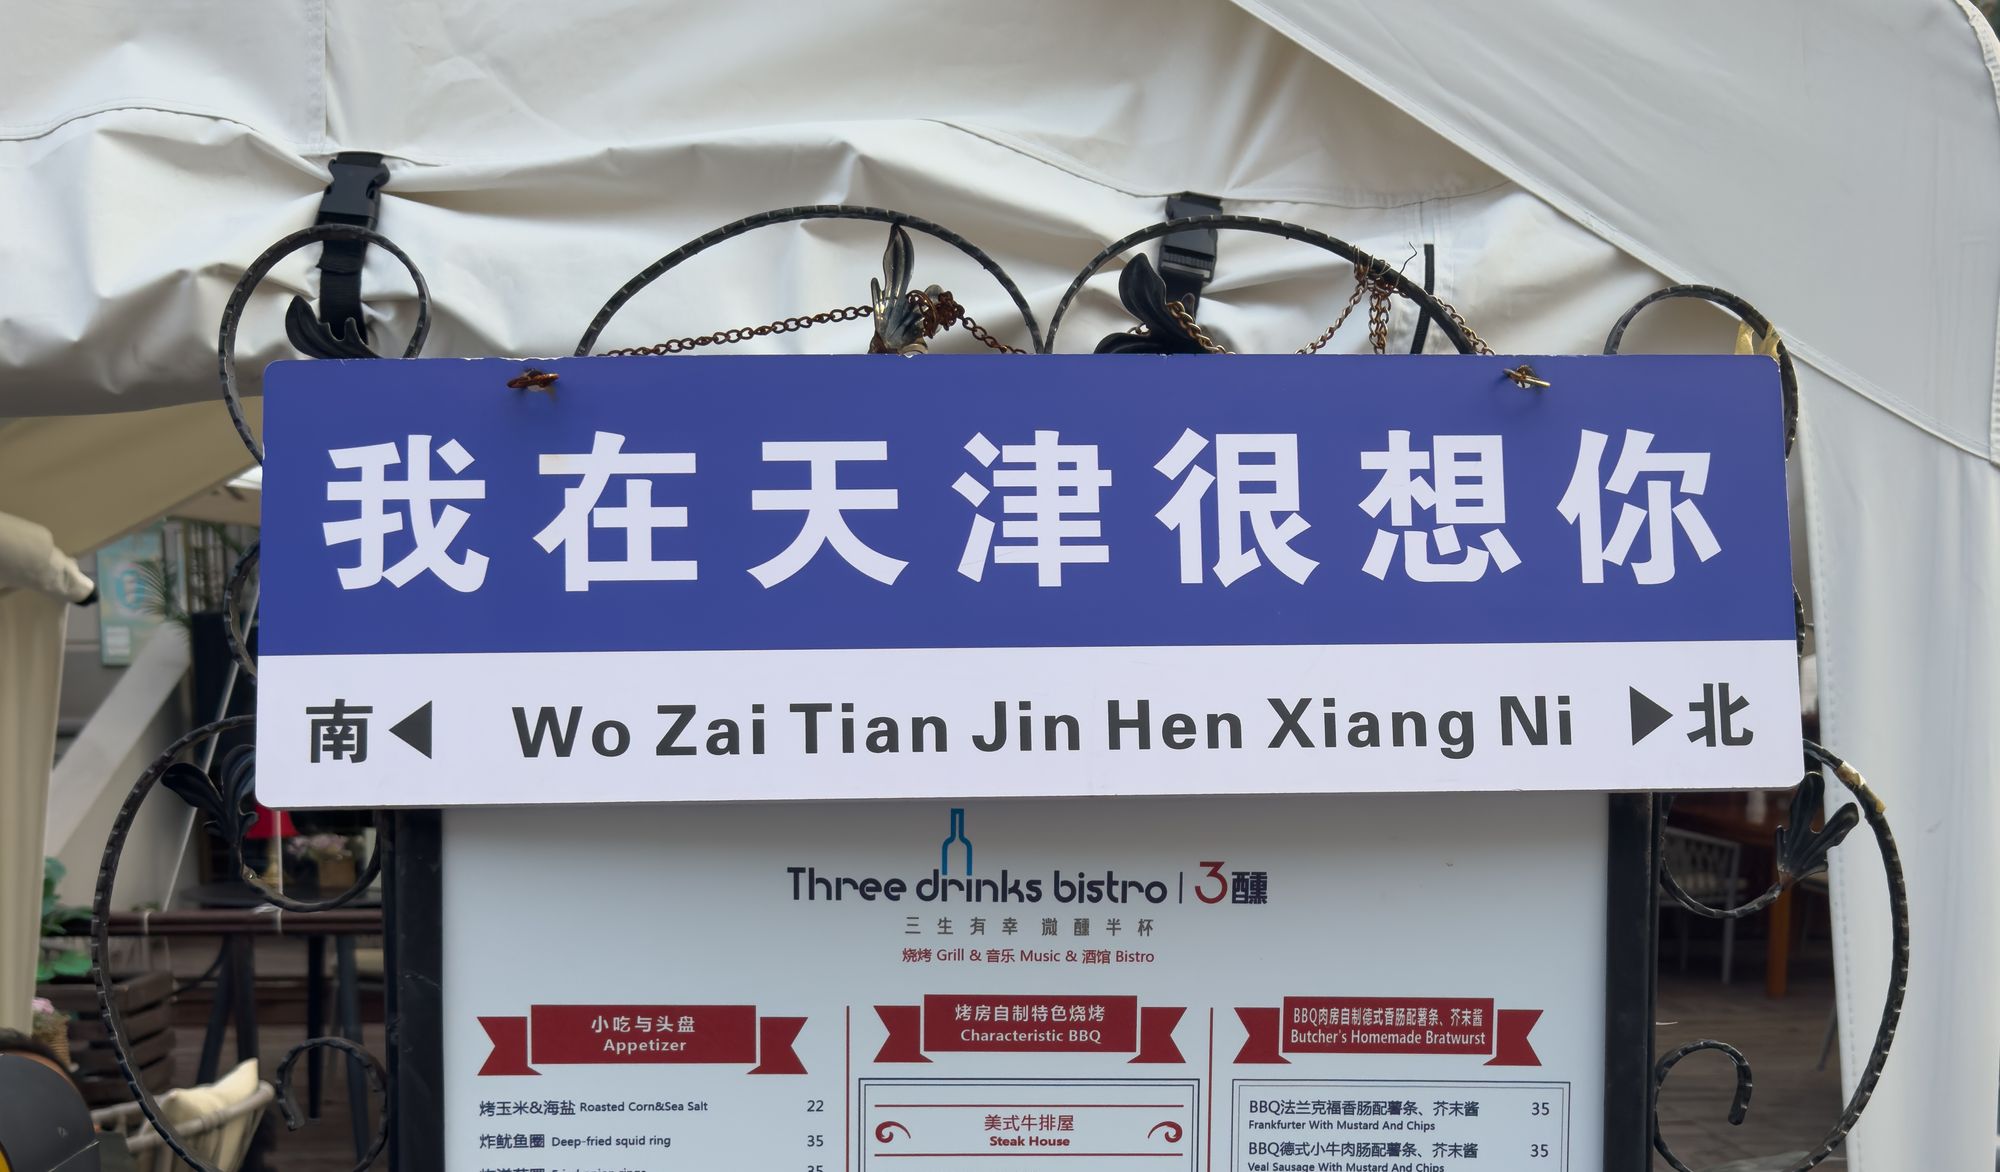 我在天津很想你
南 ◀ Wo Zai Tian Jin Hen Xiang Ni ▶ 北
Three drinks bistro | 3醺
三生有幸 微醺半杯
烧烤 Grill & 音乐 Music & 酒馆 Bistro
小吃与头盘
Appetizer
烤玉米&海盐 Roasted Corn&Sea Salt 22
炸鱿鱼圈 Deep-fried squid ring 35
烤房自制特色烧烤
Characteristic BBQ
美式牛排屋
Steak House
BBQ肉房自制德式香肠配薯条、芥末酱
Butcher's Homemade Bratwurst
BBQ法兰克福香肠配薯条、芥末酱 35
Frankfurter With Mustard And Chips
BBQ德式小牛肉肠配薯条、芥末酱 35
Veal Sausage With Mustard And Chips